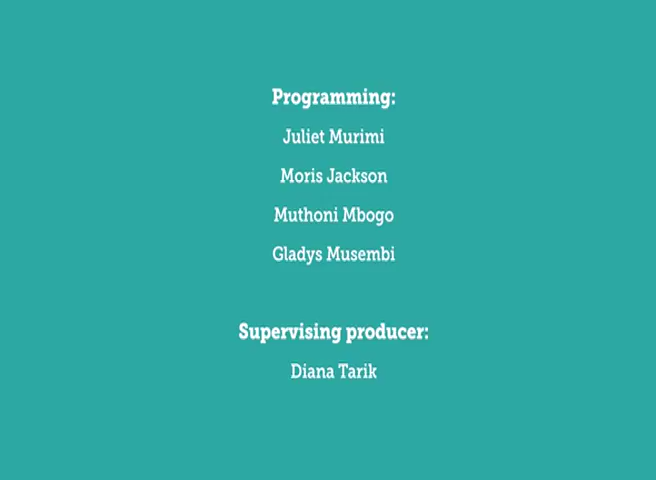 Programming:
Juliet Murimi
Moris Jackson
Muthoni Mbogo
Gladys Musembi
Supervising producer:
Diana Tarik